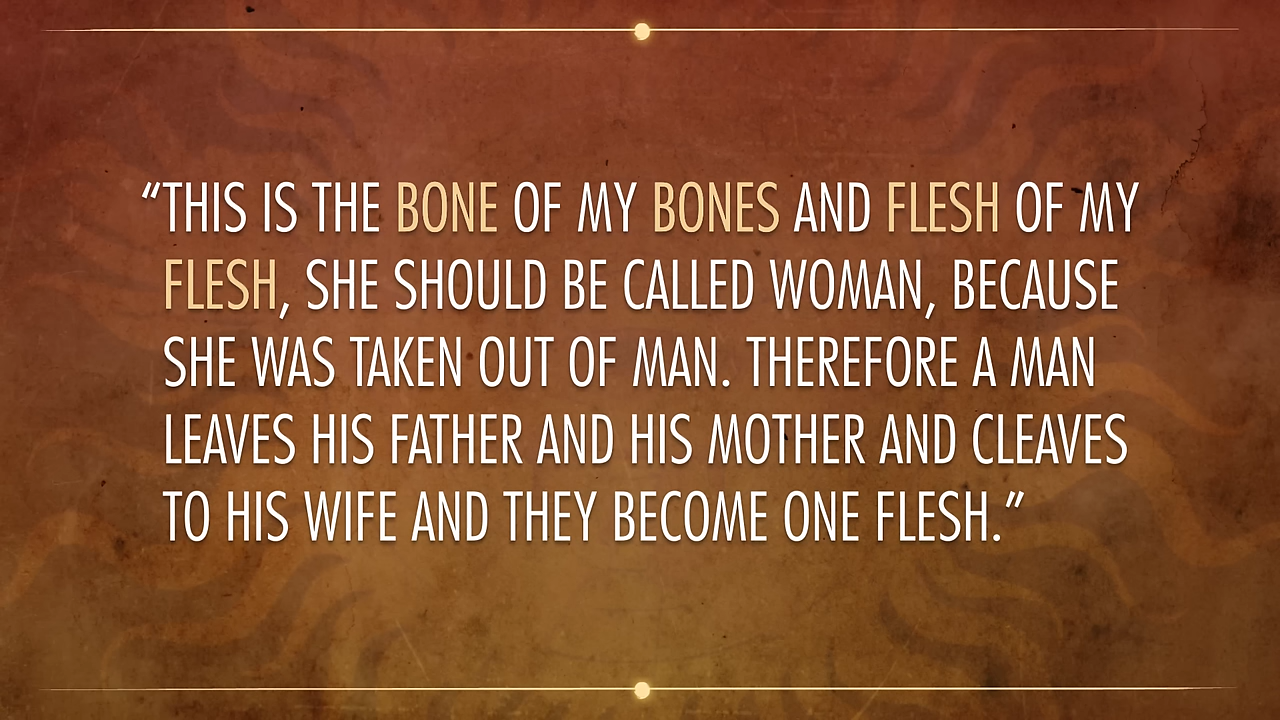 “THIS IS THE BONE OF MY BONES AND FLESH OF MY
FLESH, SHE SHOULD BE CALLED WOMAN, BECAUSE
SHE WAS TAKEN OUT OF MAN. THEREFORE A MAN
LEAVES HIS FATHER AND HIS MOTHER AND CLEAVES
TO HIS WIFE AND THEY BECOME ONE FLESH.”